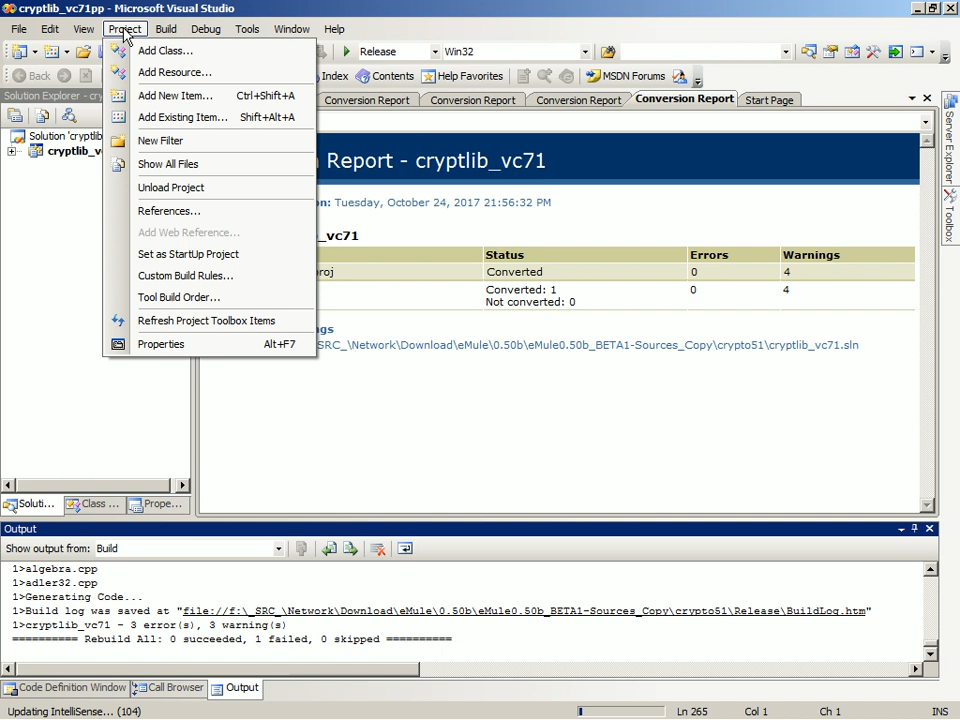 cryptlib_vc71pp - Microsoft Visual Studio
File Edit View Project Build Debug Tools Window Help
Release Win32
Back Index Contents Help Favorites MSDN Forums
Solution Explorer - cry
Conversion Report Conversion Report Conversion Report Conversion Report Start Page
Solution 'cryptlib
cryptlib_v
Add Class...
Add Resource...
Add New Item... Ctrl+Shift+A
Add Existing Item... Shift+Alt+A
New Filter
Show All Files
Unload Project
References...
Add Web Reference...
Set as StartUp Project
Custom Build Rules...
Tool Build Order...
Refresh Project Toolbox Items
Properties Alt+F7
Report - cryptlib_vc71
on: Tuesday, October 24, 2017 21:56:32 PM
_vc71
Status Errors Warnings
roj Converted 0 4
Converted: 1 0 4
Not converted: 0
ngs
SRC_\Network\Download\eMule\0.50b\eMule0.50b_BETA1-Sources_Copy\crypto51\cryptlib_vc71.sln
Server Explorer
Toolbox
Soluti... Class ... Prope...
Output
Show output from: Build
1>algebra.cpp
1>adler32.cpp
1>Generating Code...
1>Build log was saved at "file://f:\_SRC_\Network\Download\eMule\0.50b\eMule0.50b_BETA1-Sources_Copy\crypto51\Release\BuildLog.htm"
1>cryptlib_vc71 - 3 error(s), 3 warning(s)
========== Rebuild All: 0 succeeded, 1 failed, 0 skipped ==========
Code Definition Window Call Browser Output
Updating IntelliSense... (104) Ln 265 Col 1 Ch 1 INS